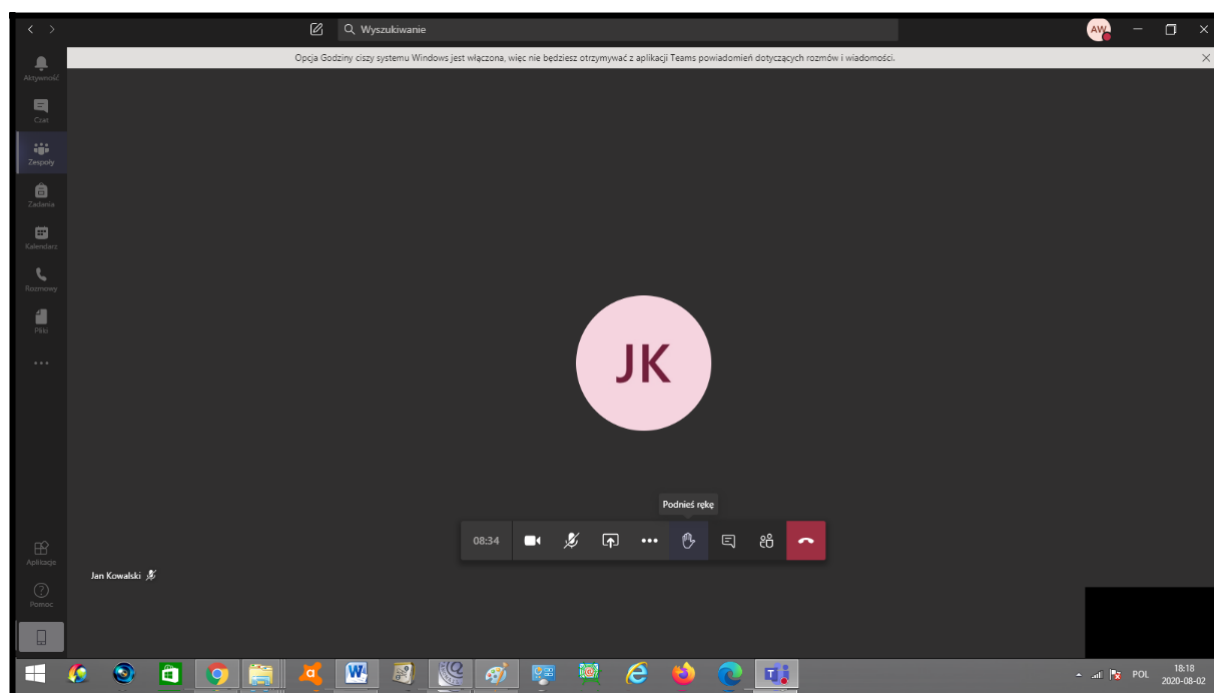 Wyszukiwanie
AW
Opcja Godziny ciszy systemu Windows jest włączona, więc nie będziesz otrzymywać z aplikacji Teams powiadomień dotyczących rozmów i wiadomości.
Aktywność
Czat
Zespoły
Zadania
Kalendarz
Rozmowy
Pliki
JK
Podnieś rękę
08:34
Aplikacje
Jan Kowalski
Pomoc
POL
18:18
2020-08-02